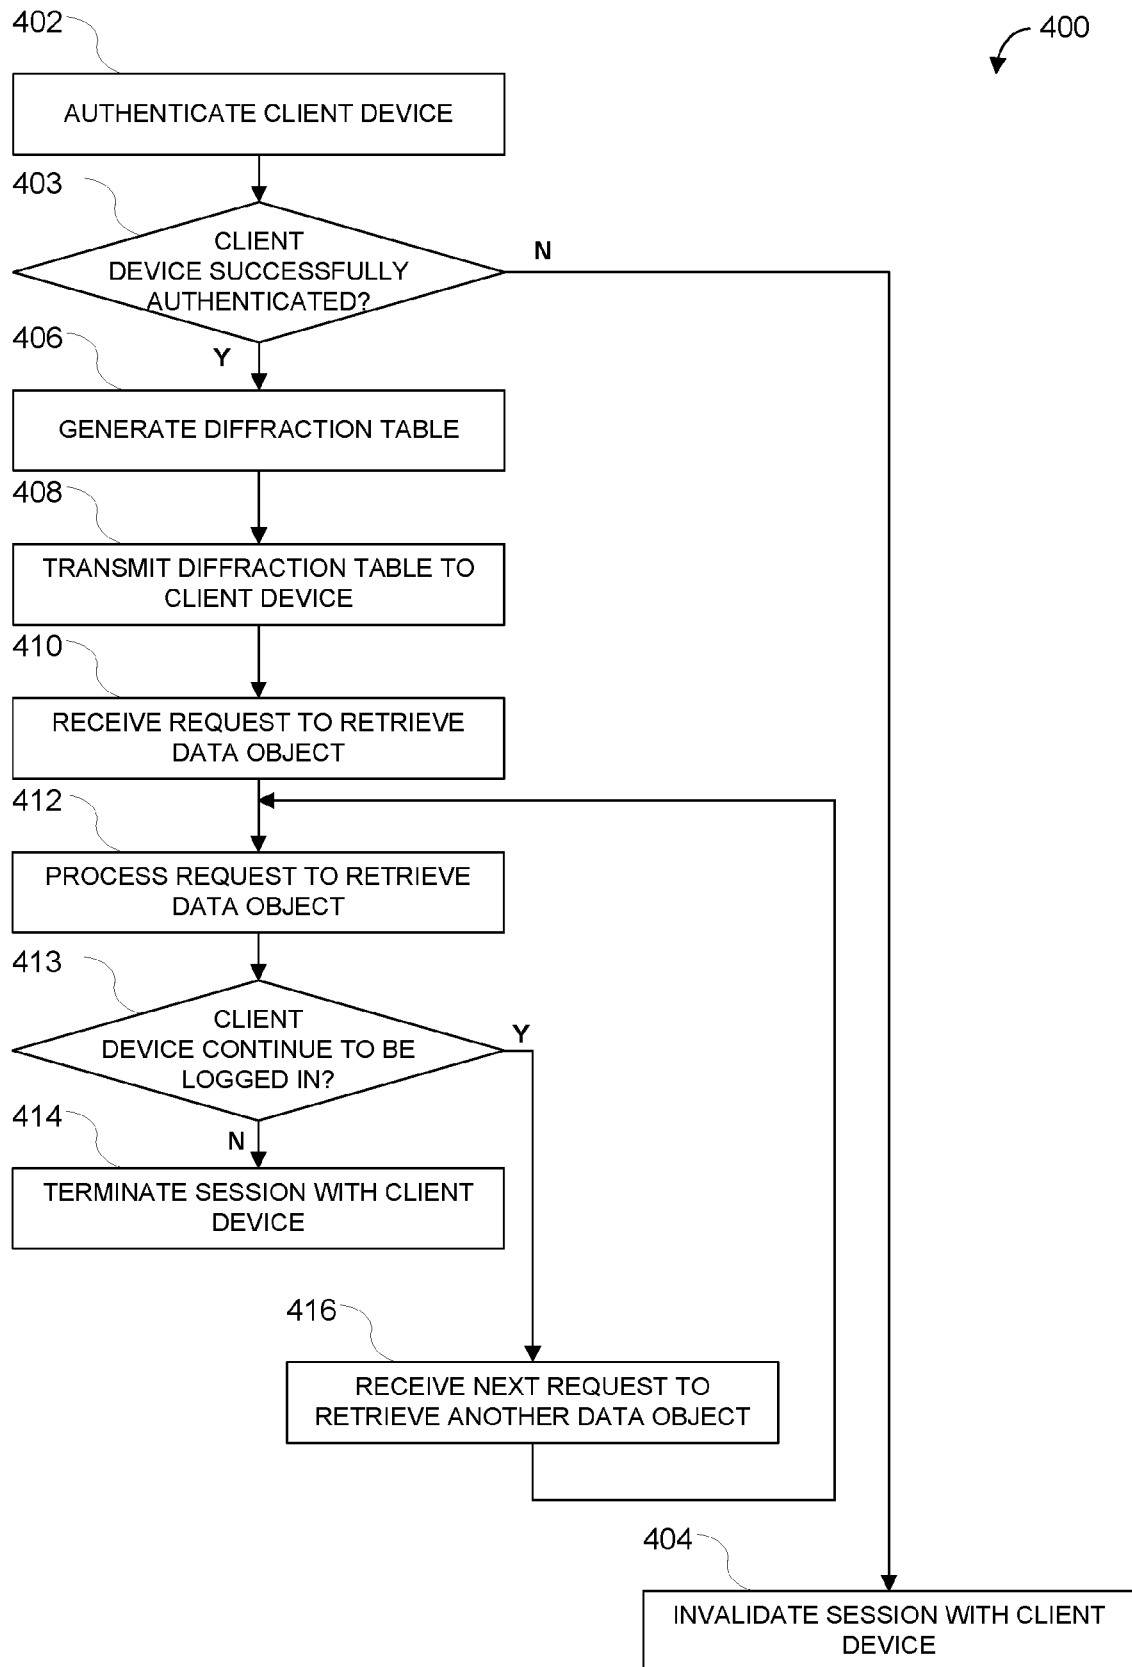 402
400
AUTHENTICATE CLIENT DEVICE
403
CLIENT
DEVICE SUCCESSFULLY
AUTHENTICATED?
N
406
Y
GENERATE DIFFRACTION TABLE
408
TRANSMIT DIFFRACTION TABLE TO
CLIENT DEVICE
410
RECEIVE REQUEST TO RETRIEVE
DATA OBJECT
412
PROCESS REQUEST TO RETRIEVE
DATA OBJECT
413
CLIENT
DEVICE CONTINUE TO BE
LOGGED IN?
Y
414
N
TERMINATE SESSION WITH CLIENT
DEVICE
416
RECEIVE NEXT REQUEST TO
RETRIEVE ANOTHER DATA OBJECT
404
INVALIDATE SESSION WITH CLIENT
DEVICE